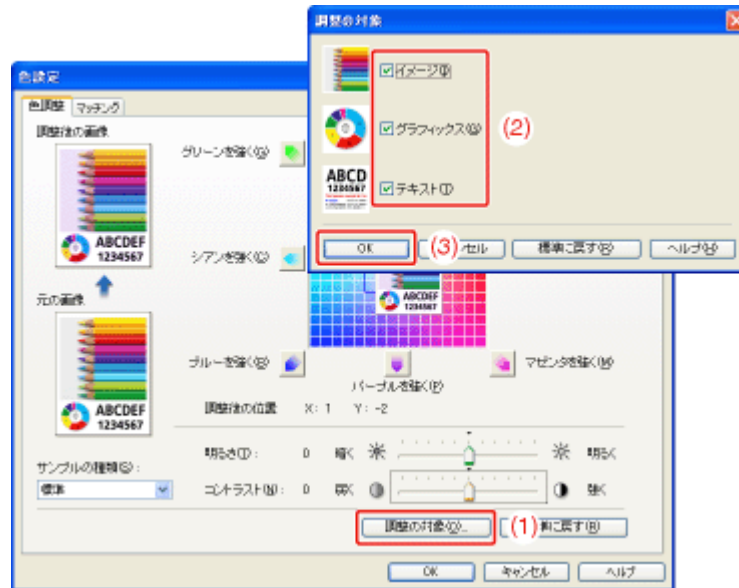 調整の対象
イメージ(I)
グラフィックス(G)
(2)
ABCD
1234567
テキスト(T)
OK
(3)
セル
標準に戻す(R)
ヘルプ(H)
色設定
色調整
マッチング
調整後の画像
グリーンを強く(G)
ABCDEF
1234567
シアンを強く(C)
元の画像
ABCDEF
1234567
ブルーを強く(B)
マゼンタを強く(M)
パープルを強く(P)
ABCDEF
1234567
調整後の位置 X: 1 Y: -2
明るさ(T): 0 暗く 明るく
サンプルの種類(S):
標準
コントラスト(N): 0 弱く 強く
調整の対象(O)...
(1)
準に戻す(R)
OK
キャンセル
ヘルプ